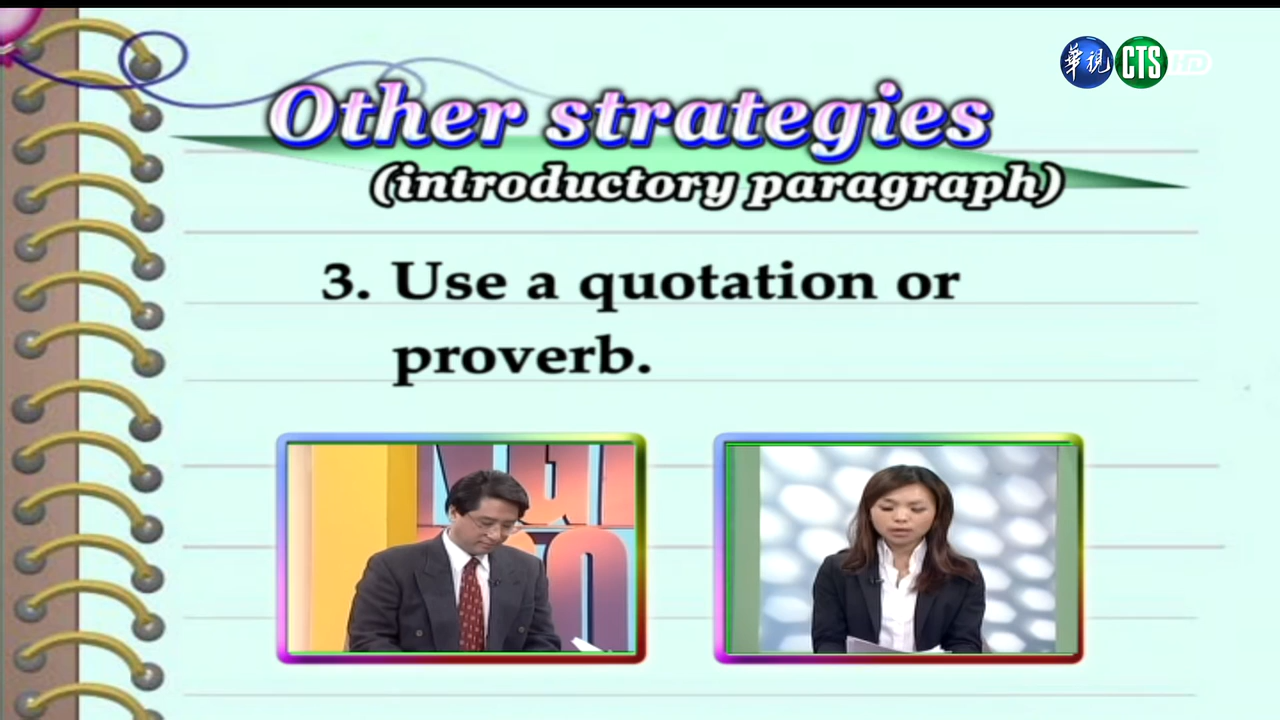 華視 CTS HD
Other strategies
(introductory paragraph)
3. Use a quotation or
proverb.